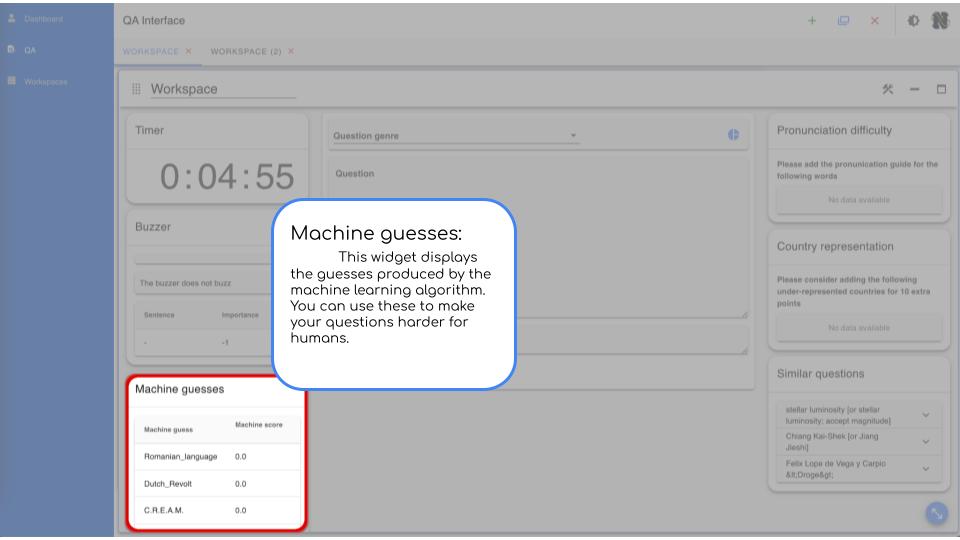 Dashboard
QA
Workspaces
QA Interface
WORKSPACE
WORKSPACE (2)
Workspace
Timer
0:04:55
Buzzer
The buzzer does not buzz
Sentence Importance
- -1
Question genre
Question
Machine guesses:
This widget displays
the guesses produced by the
machine learning algorithm.
You can use these to make
your questions harder for
humans.
Machine guesses
Machine guess Machine score
Romanian_language 0.0
Dutch_Revolt 0.0
C.R.E.A.M. 0.0
Pronunciation difficulty
Please add the pronunication guide for the
following words
No data available
Country representation
Please consider adding the following
under-represented countries for 10 extra
points
No data available
Similar questions
stellar luminosity [or stellar
luminosity; accept magnitude]
Chiang Kai-Shek [or Jiang
Jieshi]
Felix Lope de Vega y Carpio
&lt;Droge&gt;